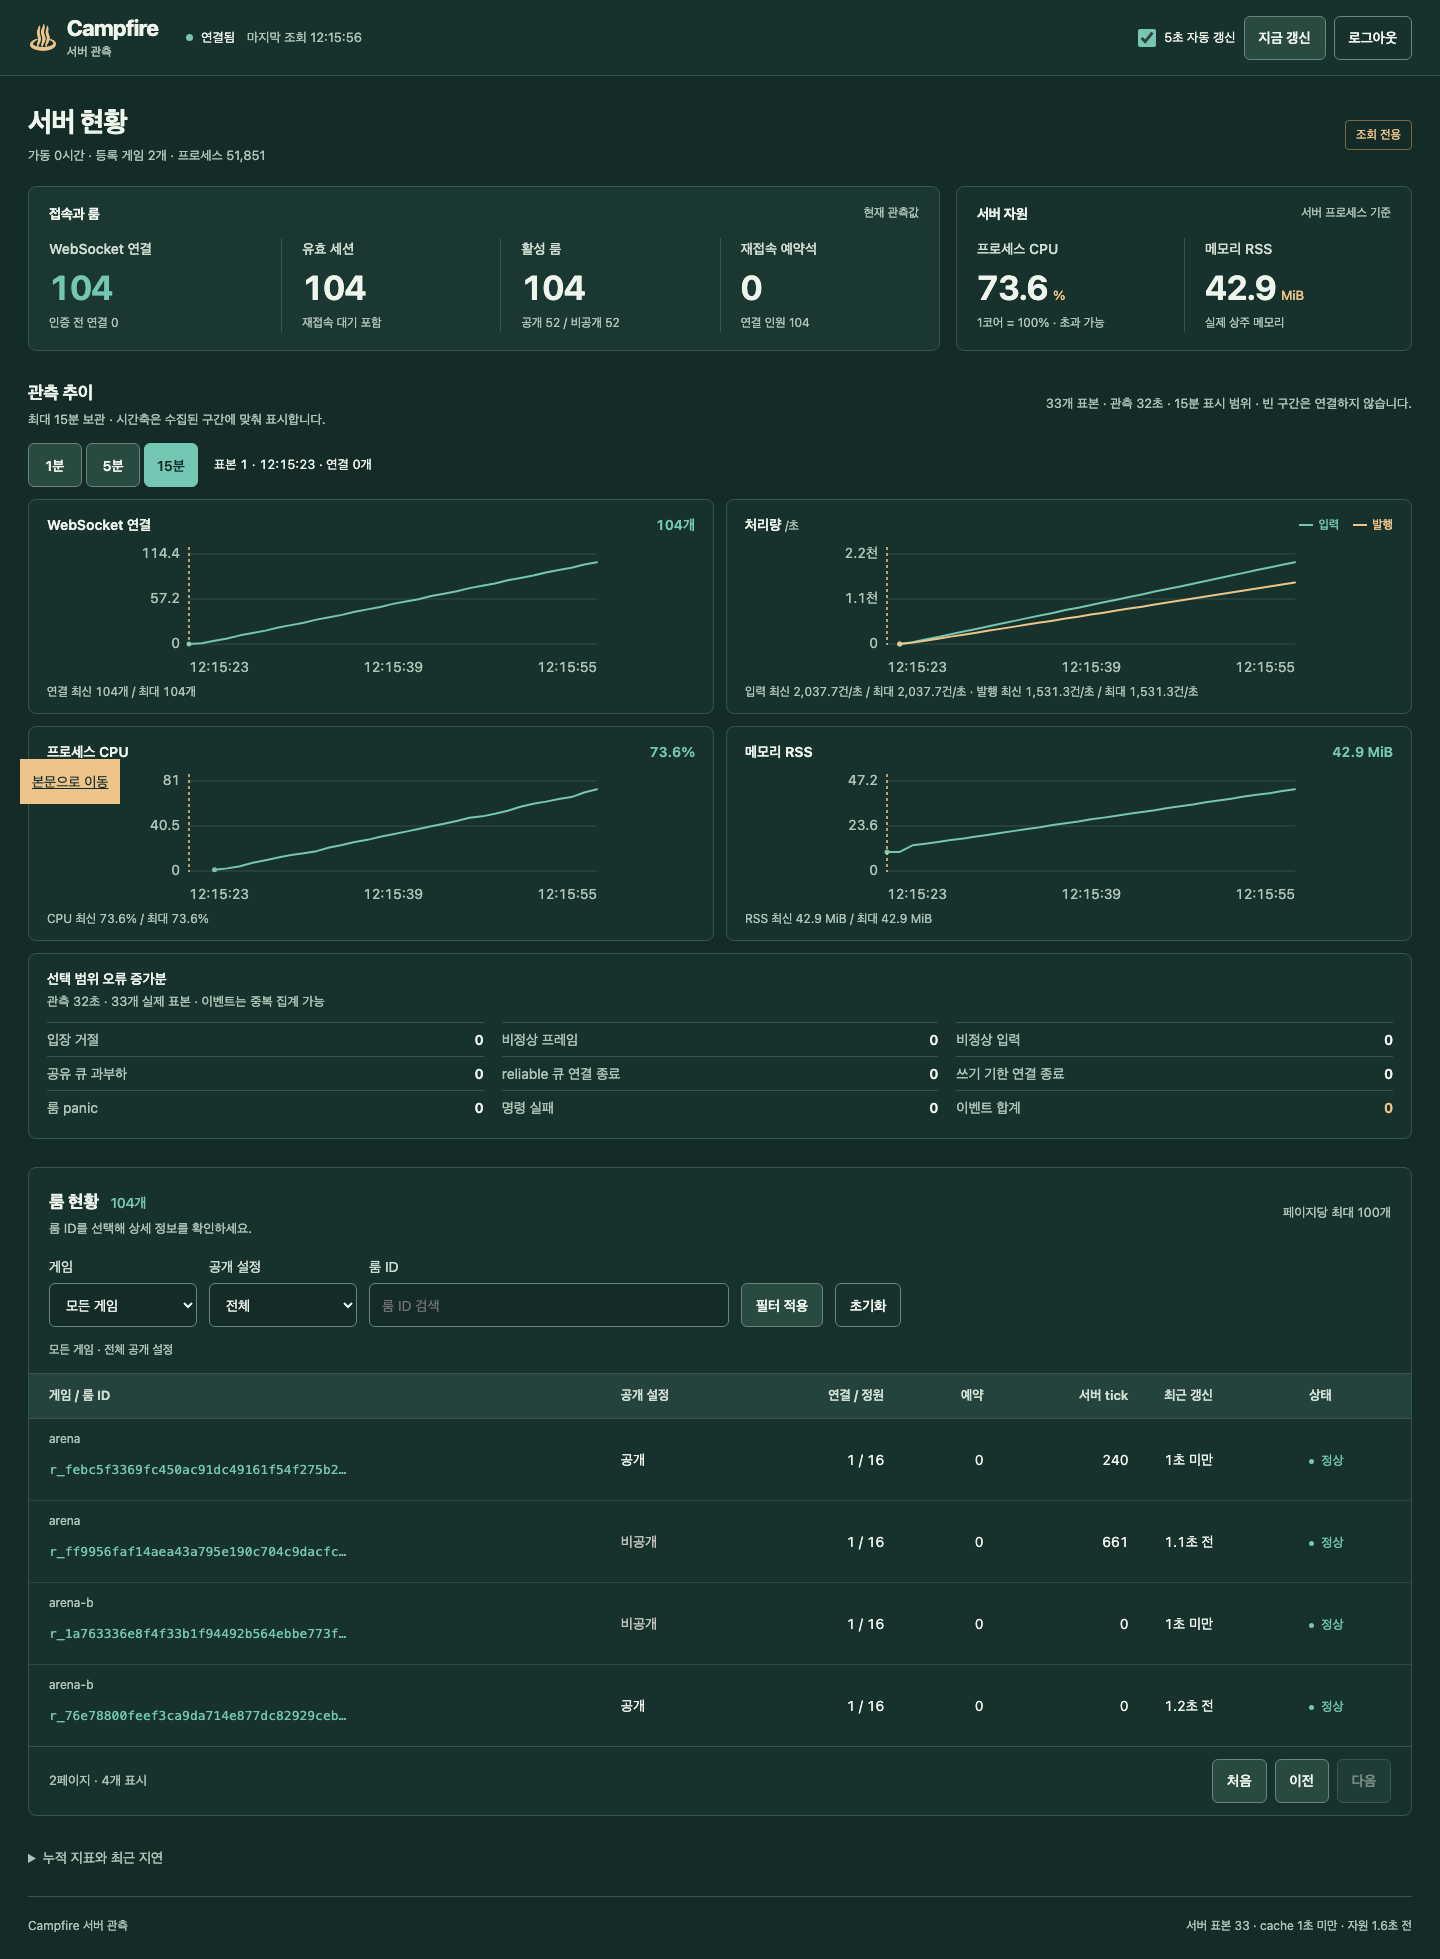 Campfire
서버 관측
연결됨 마지막 조회 12:15:56
5초 자동 갱신
지금 갱신
로그아웃
서버 현황
가동 0시간 · 등록 게임 2개 · 프로세스 51,851
조회 전용
접속과 룸
현재 관측값
WebSocket 연결
104
인증 전 연결 0
유효 세션
104
재접속 대기 포함
활성 룸
104
공개 52 / 비공개 52
재접속 예약석
0
연결 인원 104
서버 자원
서버 프로세스 기준
프로세스 CPU
73.6 %
1코어 = 100% · 초과 가능
메모리 RSS
42.9 MiB
실제 상주 메모리
관측 추이
최대 15분 보관 · 시간축은 수집된 구간에 맞춰 표시합니다.
33개 표본 · 관측 32초 · 15분 표시 범위 · 빈 구간은 연결하지 않습니다.
1분
5분
15분
표본 1 · 12:15:23 · 연결 0개
WebSocket 연결
104개
114.4
57.2
0
12:15:23 12:15:39 12:15:55
연결 최신 104개 / 최대 104개
처리량 /초
입력
발행
2.2천
1.1천
0
12:15:23 12:15:39 12:15:55
입력 최신 2,037.7건/초 / 최대 2,037.7건/초 · 발행 최신 1,531.3건/초 / 최대 1,531.3건/초
프로세스 CPU
73.6%
본문으로 이동
81
40.5
0
12:15:23 12:15:39 12:15:55
CPU 최신 73.6% / 최대 73.6%
메모리 RSS
42.9 MiB
47.2
23.6
0
12:15:23 12:15:39 12:15:55
RSS 최신 42.9 MiB / 최대 42.9 MiB
선택 범위 오류 증가분
관측 32초 · 33개 실제 표본 · 이벤트는 중복 집계 가능
입장 거절 0
비정상 프레임 0
비정상 입력 0
공유 큐 과부하 0
reliable 큐 연결 종료 0
쓰기 기한 연결 종료 0
룸 panic 0
명령 실패 0
이벤트 합계 0
룸 현황 104개
룸 ID를 선택해 상세 정보를 확인하세요.
페이지당 최대 100개
게임
모든 게임
공개 설정
전체
룸 ID
룸 ID 검색
필터 적용
초기화
모든 게임 · 전체 공개 설정
게임 / 룸 ID 공개 설정 연결 / 정원 예약 서버 tick 최근 갱신 상태
arena
r_febc5f3369fc450ac91dc49161f54f275b2… 공개 1 / 16 0 240 1초 미만 정상
arena
r_ff9956faf14aea43a795e190c704c9dacfc… 비공개 1 / 16 0 661 1.1초 전 정상
arena-b
r_1a763336e8f4f33b1f94492b564ebbe773f… 비공개 1 / 16 0 0 1초 미만 정상
arena-b
r_76e78800feef3ca9da714e877dc82929ceb… 공개 1 / 16 0 0 1.2초 전 정상
2페이지 · 4개 표시
처음
이전
다음
▶ 누적 지표와 최근 지연
Campfire 서버 관측
서버 표본 33 · cache 1초 미만 · 자원 1.6초 전